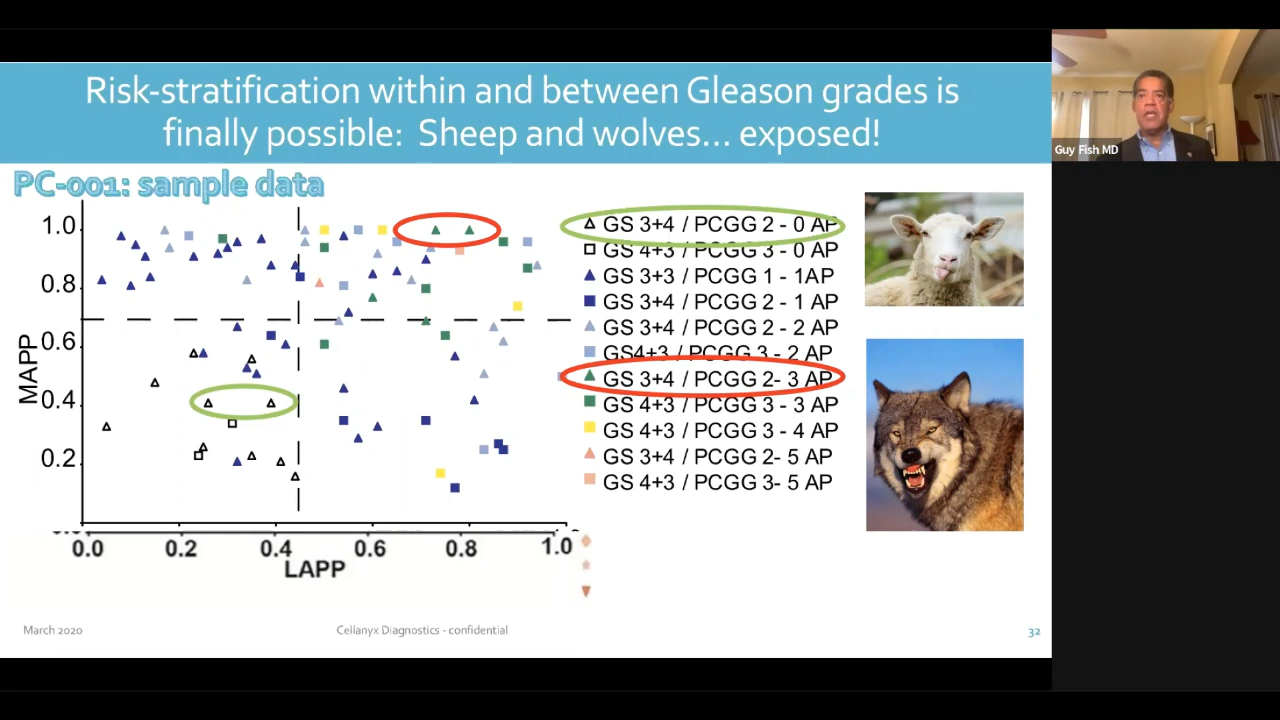 Risk-stratification within and between Gleason grades is
finally possible: Sheep and wolves... exposed!
Guy Fish MD
PC-001: sample data
1.0
0.8
0.6
0.4
0.2
MAPP
0.0 0.2 0.4 0.6 0.8 1.0
LAPP
GS 3+4 / PCGG 2 - 0 AP
GS 4+3 / PCGG 3 - 0 AP
GS 3+3 / PCGG 1 - 1AP
GS 3+4 / PCGG 2 - 1 AP
GS 3+4 / PCGG 2 - 2 AP
GS4+3 / PCGG 3 - 2 AP
GS 3+4 / PCGG 2- 3 AP
GS 4+3 / PCGG 3 - 3 AP
GS 4+3 / PCGG 3 - 4 AP
GS 3+4 / PCGG 2- 5 AP
GS 4+3 / PCGG 3- 5 AP
March 2020
Cellanyx Diagnostics - confidential
32